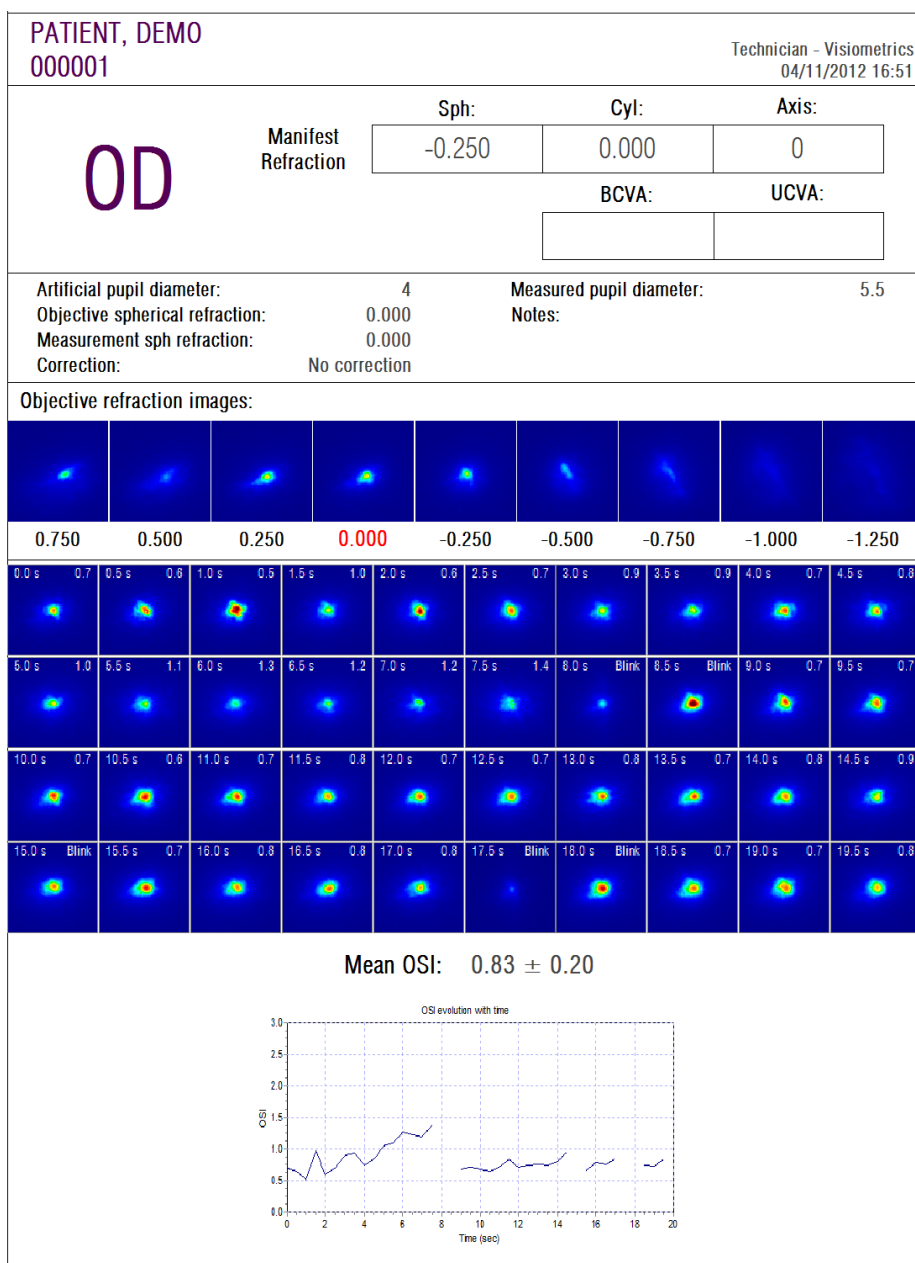 PATIENT, DEMO
000001
Technician - Visiometrics
04/11/2012 16:51
OD
Manifest
Refraction
Sph: Cyl: Axis:
-0.250 0.000 0
BCVA: UCVA:
Artificial pupil diameter: 4 Measured pupil diameter: 5.5
Objective spherical refraction: 0.000 Notes:
Measurement sph refraction: 0.000
Correction: No correction
Objective refraction images:
0.750 0.500 0.250 0.000 -0.250 -0.500 -0.750 -1.000 -1.250
0.0 s 0.7 0.5 s 0.6 1.0 s 0.5 1.5 s 1.0 2.0 s 0.6 2.5 s 0.7 3.0 s 0.9 3.5 s 0.9 4.0 s 0.7 4.5 s 0.8
5.0 s 1.0 5.5 s 1.1 6.0 s 1.3 6.5 s 1.2 7.0 s 1.2 7.5 s 1.4 8.0 s Blink 8.5 s Blink 9.0 s 0.7 9.5 s 0.7
10.0 s 0.7 10.5 s 0.6 11.0 s 0.7 11.5 s 0.8 12.0 s 0.7 12.5 s 0.7 13.0 s 0.8 13.5 s 0.7 14.0 s 0.8 14.5 s 0.9
15.0 s Blink 15.5 s 0.7 16.0 s 0.8 16.5 s 0.8 17.0 s 0.8 17.5 s Blink 18.0 s Blink 18.5 s 0.7 19.0 s 0.7 19.5 s 0.8
Mean OSI: 0.83 ± 0.20
OSI evolution with time
3.0
2.5
2.0
1.5
1.0
0.5
0.0
OSI
0 2 4 6 8 10 12 14 16 18 20
Time (sec)